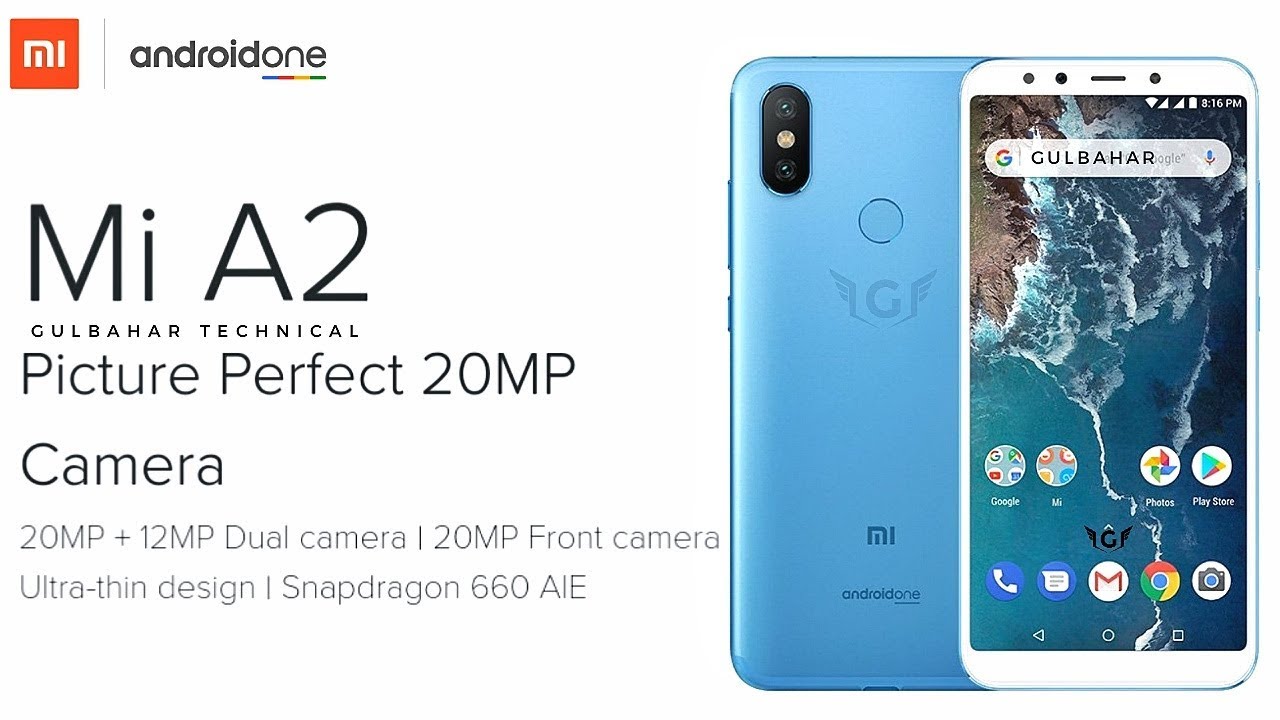 mi androidone
Mi A2
GULBAHAR TECHNICAL
Picture Perfect 20MP
Camera
20MP + 12MP Dual camera | 20MP Front camera
Ultra-thin design | Snapdragon 660 AIE
G
mi
androidone
8:16 PM
G GULBAHAR ogle"
Google Mi Photos Play Store
G